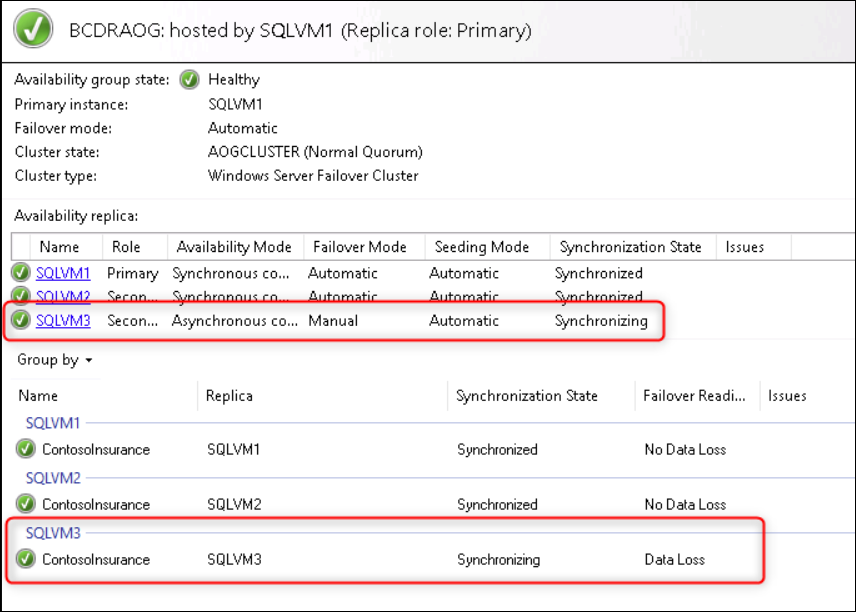 BCDRAOG: hosted by SQLVM1 (Replica role: Primary)
Availability group state: Healthy
Primary instance: SQLVM1
Failover mode: Automatic
Cluster state: AOGCLUSTER (Normal Quorum)
Cluster type: Windows Server Failover Cluster
Availability replica:
Name Role Availability Mode Failover Mode Seeding Mode Synchronization State Issues
SQLVM1 Primary Synchronous co... Automatic Automatic Synchronized
SQLVM2 Secon... Synchronous co... Automatic Automatic Synchronized
SQLVM3 Secon... Asynchronous co... Manual Automatic Synchronizing
Group by
Name Replica Synchronization State Failover Readi... Issues
SQLVM1
ContosoInsurance SQLVM1 Synchronized No Data Loss
SQLVM2
ContosoInsurance SQLVM2 Synchronized No Data Loss
SQLVM3
ContosoInsurance SQLVM3 Synchronizing Data Loss